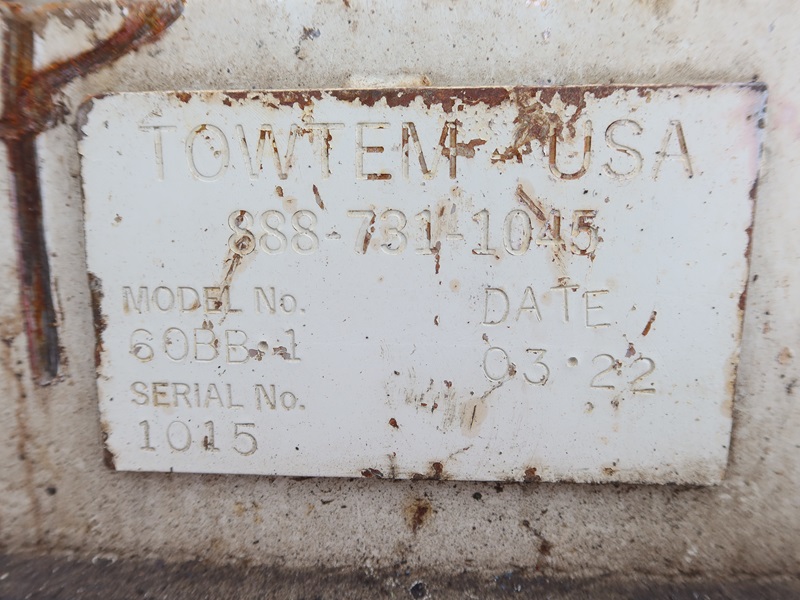 TOWTEM USA
888-731-1045
MODEL No.
60BB-1
DATE
03-22
SERIAL No.
1015